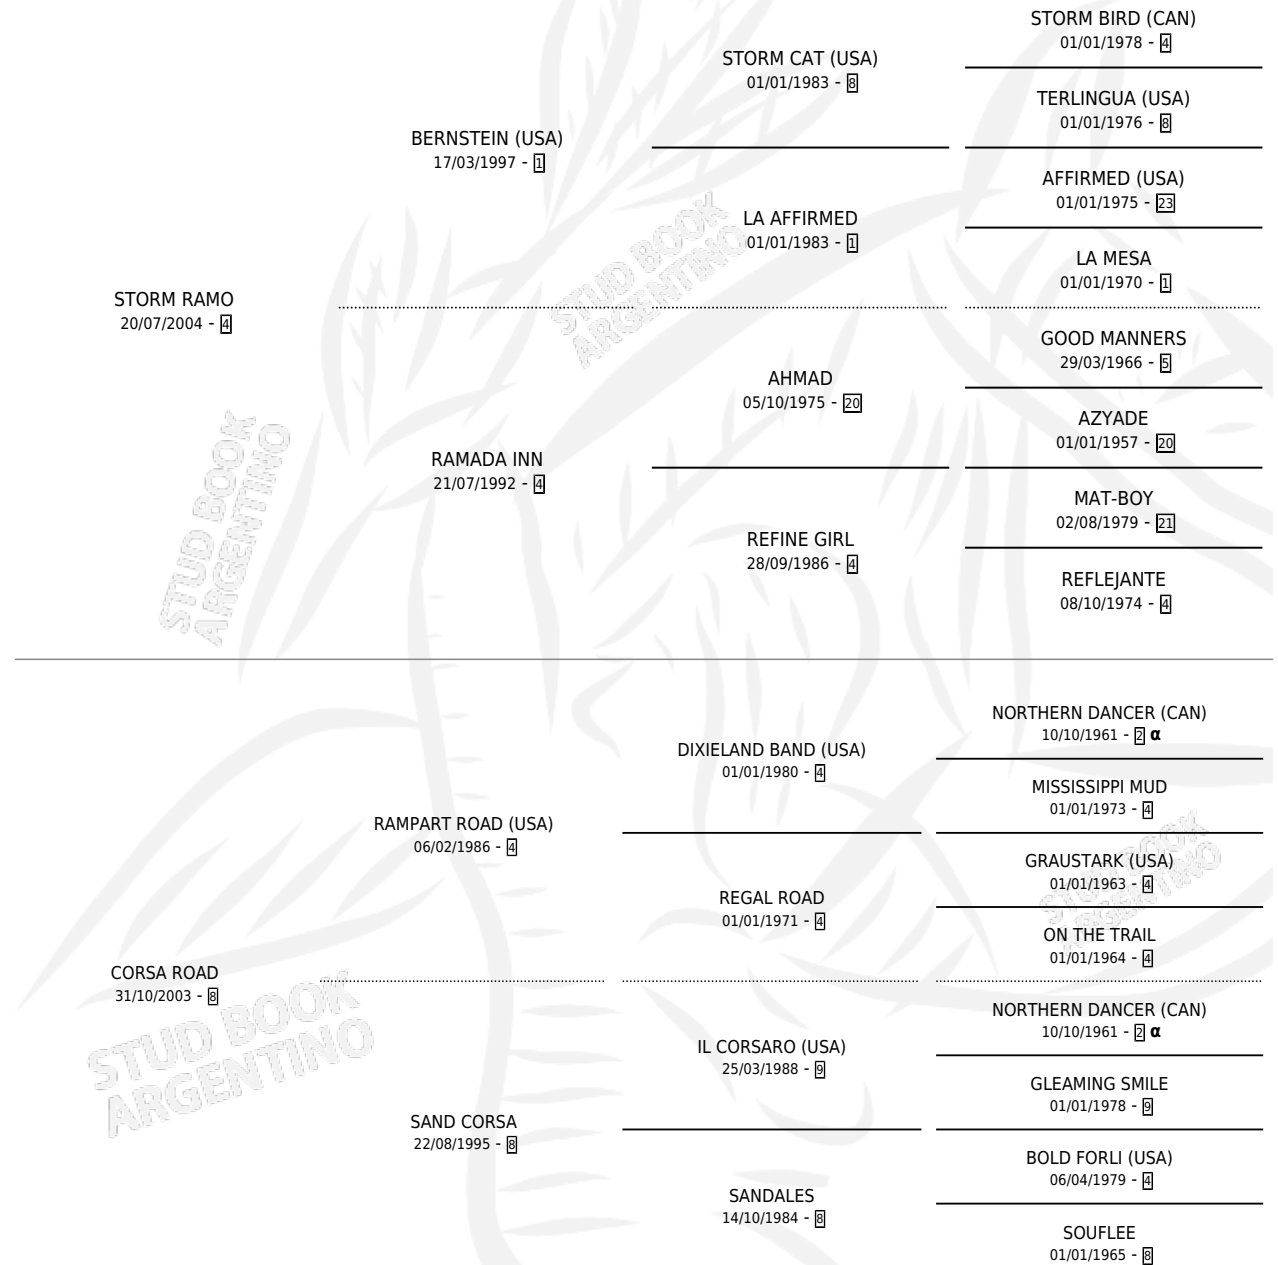 STORM BIRD (CAN)
01/01/1978 - 4
STORM CAT (USA)
01/01/1983 - 8
TERLINGUA (USA)
01/01/1976 - 8
BERNSTEIN (USA)
17/03/1997 - 1
AFFIRMED (USA)
01/01/1975 - 23
LA AFFIRMED
01/01/1983 - 1
LA MESA
01/01/1970 - 1
STORM RAMO
20/07/2004 - 4
GOOD MANNERS
29/03/1966 - 5
AHMAD
05/10/1975 - 20
AZYADE
01/01/1957 - 20
RAMADA INN
21/07/1992 - 4
MAT-BOY
02/08/1979 - 21
REFINE GIRL
28/09/1986 - 4
REFLEJANTE
08/10/1974 - 4
STUD BOOK
ARGENTINO
STUD BOOK
ARGENTINO
NORTHERN DANCER (CAN)
10/10/1961 - 2 α
DIXIELAND BAND (USA)
01/01/1980 - 4
MISSISSIPPI MUD
01/01/1973 - 4
RAMPART ROAD (USA)
06/02/1986 - 4
GRAUSTARK (USA)
01/01/1963 - 4
REGAL ROAD
01/01/1971 - 4
ON THE TRAIL
01/01/1964 - 4
CORSA ROAD
31/10/2003 - 8
NORTHERN DANCER (CAN)
10/10/1961 - 2 α
IL CORSARO (USA)
25/03/1988 - 9
GLEAMING SMILE
01/01/1978 - 9
SAND CORSA
22/08/1995 - 8
BOLD FORLI (USA)
06/04/1979 - 4
SANDALES
14/10/1984 - 8
SOUFLEE
01/01/1965 - 8
STUD BOOK
ARGENTINO
STUD BOOK
ARGENTINO